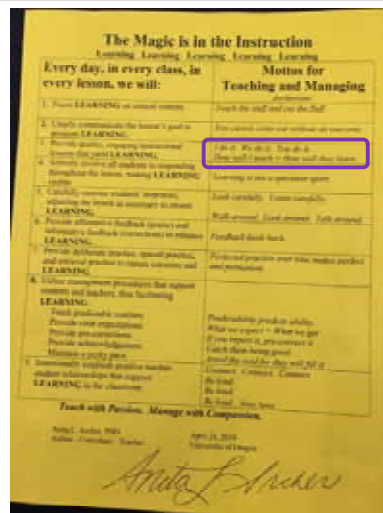 The Magic is in the Instruction
Learning Learning Learning Learning Learning
Every day, in every class, in
every lesson, we will:
Mottos for
Teaching and Managing
1. Focus LEARNING on critical content.
Teach the stuff and cut the fluff.
2. Clearly communicate the lesson's goal to
LEARNING.
3. Provide quality, engaging instructional
lessons that yield LEARNING.
I do it. We do it. You do it.
How well I teach = How well they learn.
4. Actively involve all students in responding
throughout the lesson, making LEARNING
visible.
Learning is not a spectator sport.
5. Carefully monitor students' responses,
adjusting the lesson as necessary to ensure
LEARNING.
Look carefully. Listen carefully.
Walk around. Look around. Talk around.
6. Provide affirmative feedback (praise) and
informative feedback (corrections) to enhance
LEARNING.
Feedback feeds back.
7. Provide deliberate practice, spaced practice,
and retrieval practice to ensure retention and
LEARNING.
Perfected practice over time makes perfect
and permanent.
8. Utilize management procedures that support
students and teachers, thus facilitating
LEARNING.
Teach predictable routines
Provide clear expectations
Provide pre-corrections
Provide acknowledgement
Maintain a perky pace
Predictability predicts ability.
What we expect = What we get
If you expect it, pre-correct it
Catch them being good
Avoid the void for they will fill it.
9. Intentionally establish positive teacher-
student relationships that support
LEARNING in the classroom.
Connect. Connect. Connect.
Be kind.
Be kind.
Be kind.
Teach with Passion. Manage with Compassion.
Anita L. Archer, PhD
Author - Consultant - Teacher
University of Oregon
Anita L Archer